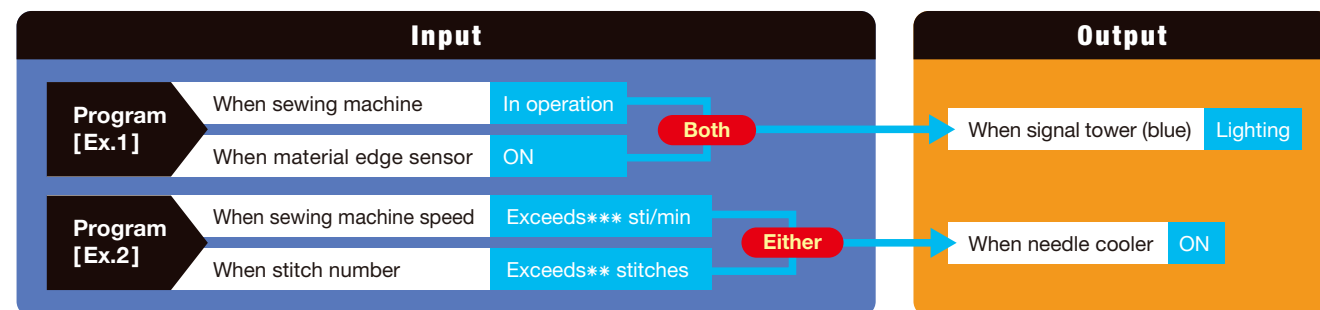 Input
Output
Program
[Ex.1]
When sewing machine
In operation
When material edge sensor
ON
Both
When signal tower (blue)
Lighting
Program
[Ex.2]
When sewing machine speed
Exceeds*** sti/min
When stitch number
Exceeds** stitches
Either
When needle cooler
ON